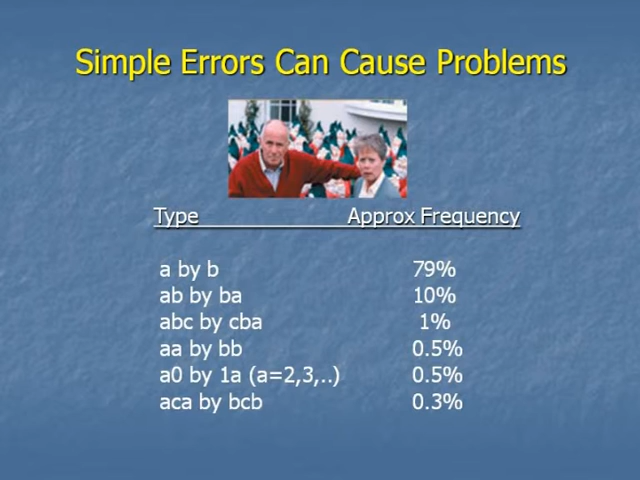 Simple Errors Can Cause Problems
Type Approx Frequency
a by b 79%
ab by ba 10%
abc by cba 1%
aa by bb 0.5%
a0 by 1a (a=2,3,..) 0.5%
aca by bcb 0.3%